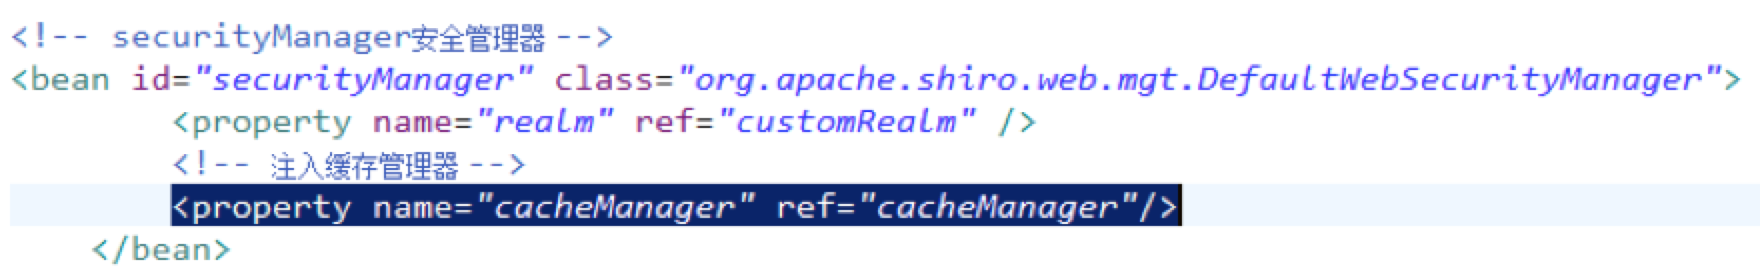 <!-- securityManager安全管理器 -->
<bean id="securityManager" class="org.apache.shiro.web.mgt.DefaultWebSecurityManager">
<property name="realm" ref="customRealm" />
<!-- 注入缓存管理器 -->
<property name="cacheManager" ref="cacheManager"/>
</bean>